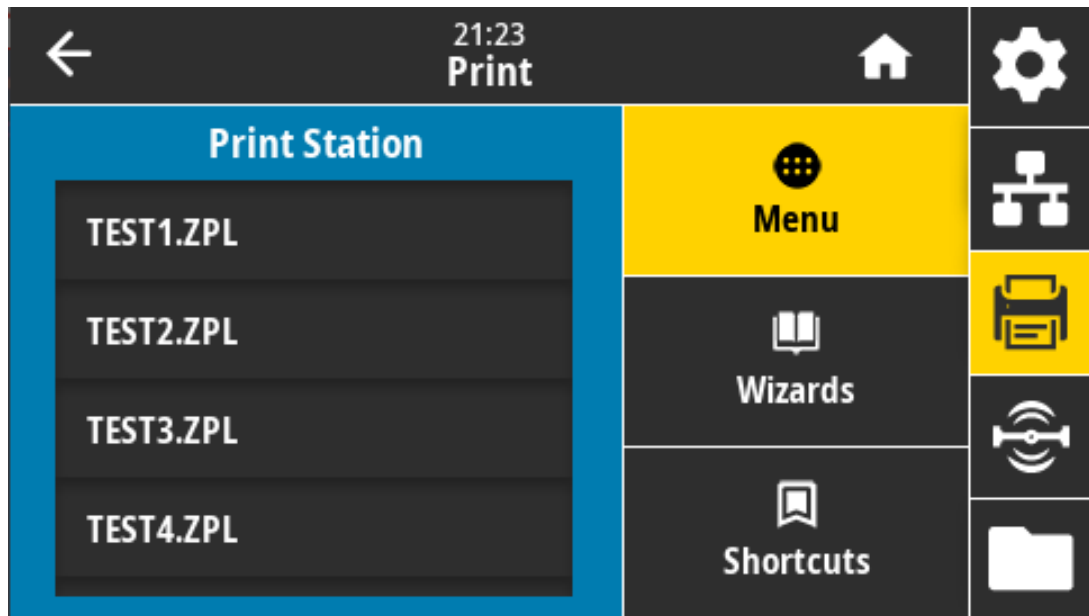 21:23
Print
Print Station
TEST1.ZPL
TEST2.ZPL
TEST3.ZPL
TEST4.ZPL
Menu
Wizards
Shortcuts